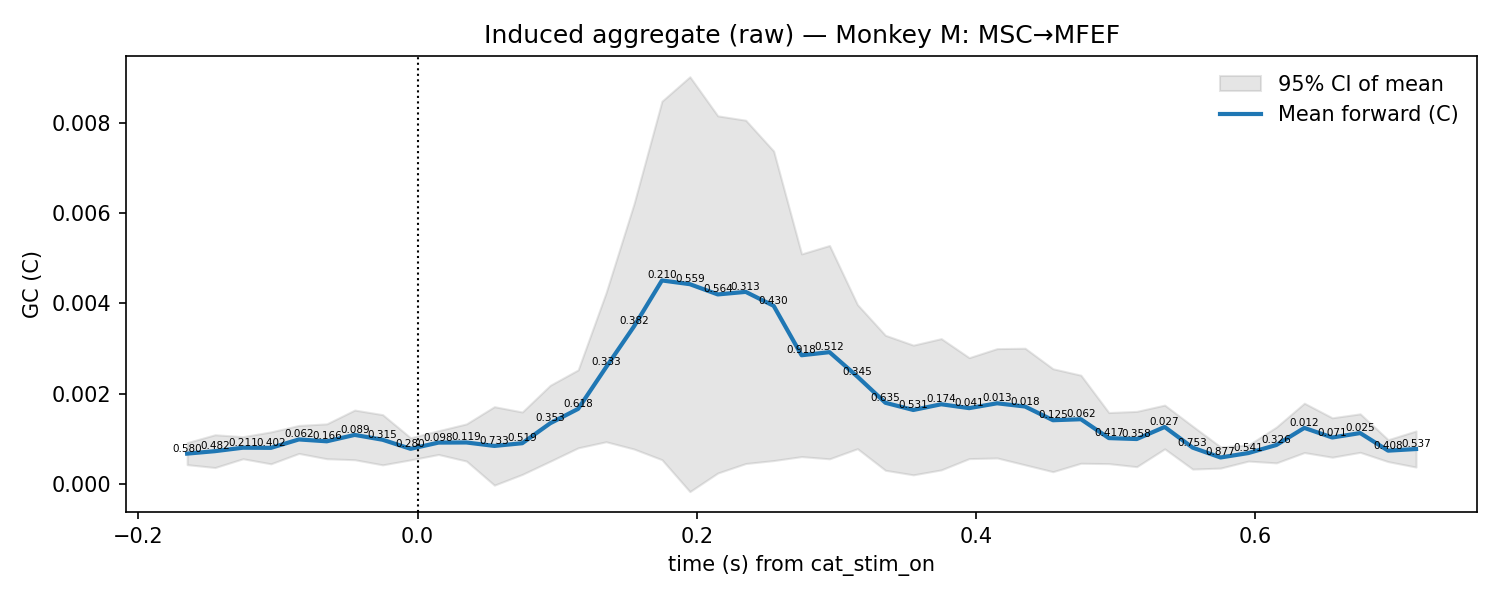 Induced aggregate (raw) — Monkey M: MSC→MFEF
95% CI of mean
Mean forward (C)
GC (C)
0.008
0.006
0.004
0.002
0.000
0.580 0.482 0.211 0.402 0.062 0.166 0.089 0.315 0.280 0.098 0.119 0.733 0.519 0.353 0.618 0.333 0.382 0.210 0.559 0.564 0.313 0.430 0.918 0.512 0.345 0.635 0.531 0.174 0.041 0.013 0.018 0.125 0.062 0.417 0.358 0.027 0.753 0.877 0.541 0.326 0.012 0.071 0.025 0.408 0.537
−0.2 0.0 0.2 0.4 0.6
time (s) from cat_stim_on